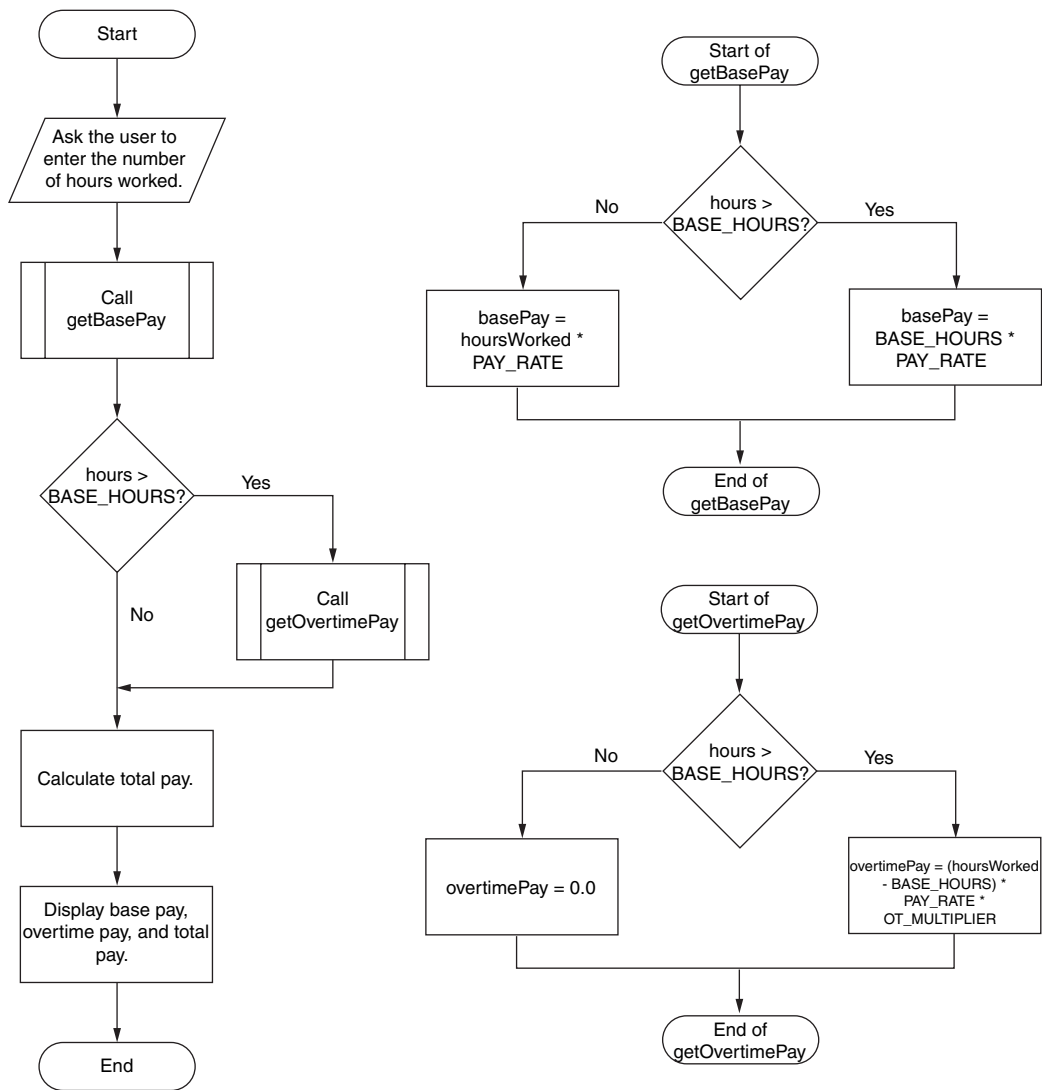 Start
Ask the user to
enter the number
of hours worked.
Call
getBasePay
hours >
BASE_HOURS?
Yes
No
Call
getOvertimePay
Calculate total pay.
Display base pay,
overtime pay, and total
pay.
End
Start of
getBasePay
hours >
BASE_HOURS?
No
Yes
basePay =
hoursWorked *
PAY_RATE
basePay =
BASE_HOURS *
PAY_RATE
End of
getBasePay
Start of
getOvertimePay
hours >
BASE_HOURS?
No
Yes
overtimePay = 0.0
overtimePay = (hoursWorked
- BASE_HOURS) *
PAY_RATE *
OT_MULTIPLIER
End of
getOvertimePay